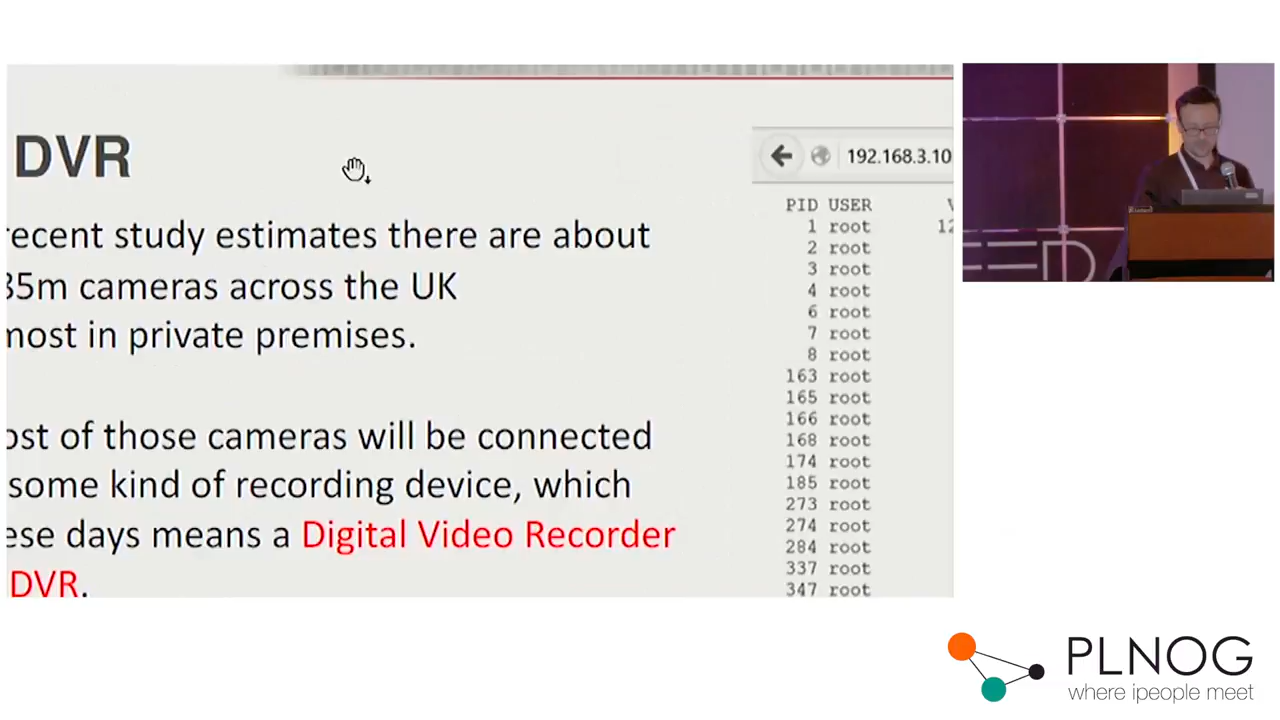 DVR
recent study estimates there are about
85m cameras across the UK
most in private premises.
ost of those cameras will be connected
some kind of recording device, which
ese days means a Digital Video Recorder
DVR.
192.168.3.10
PID USER
1 root 12
2 root
3 root
4 root
6 root
7 root
8 root
163 root
165 root
166 root
168 root
174 root
185 root
273 root
274 root
284 root
337 root
347 root
PLNOG
where ipeople meet